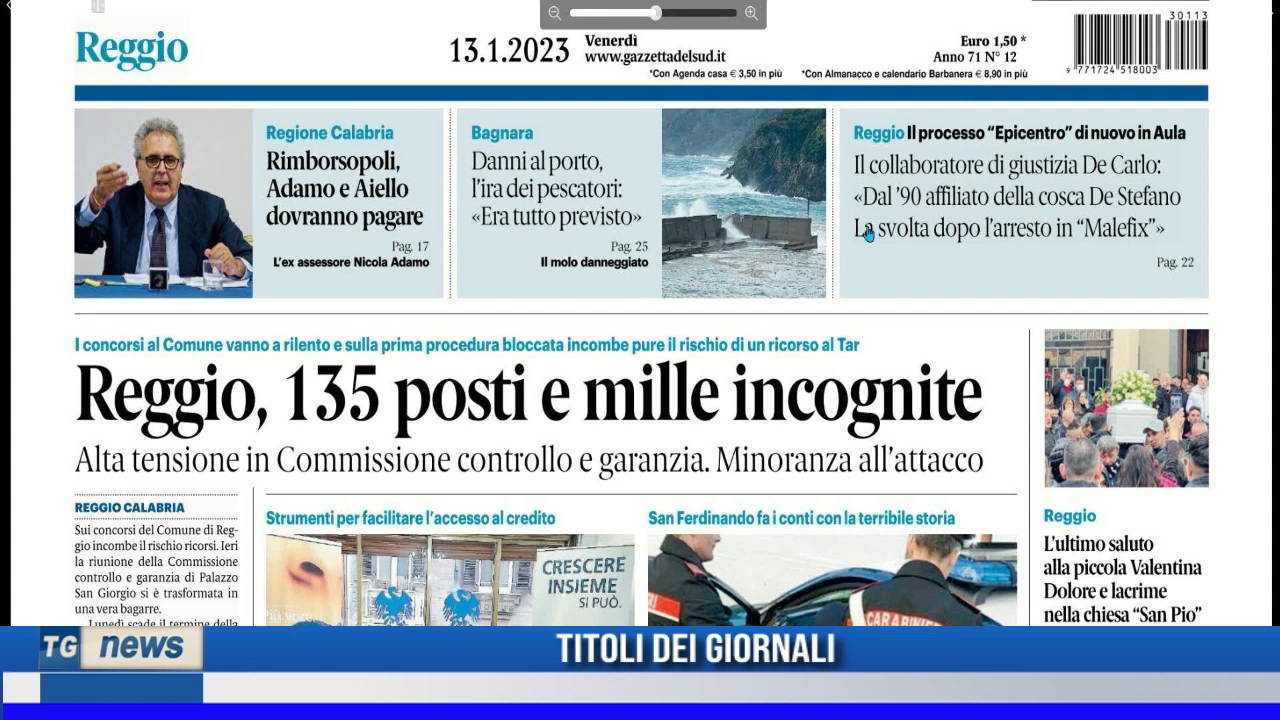 Reggio
13.1.2023
Venerdì
www.gazzettadelsud.it
*Con Agenda casa € 3,50 in più
Euro 1,50 *
Anno 71 N° 12
*Con Almanacco e calendario Barbanera € 8,90 in più
30113
9 771724 518003
Regione Calabria
Rimborsopoli,
Adamo e Aiello
dovranno pagare
Pag. 17
L'ex assessore Nicola Adamo
Bagnara
Danni al porto,
l'ira dei pescatori:
«Era tutto previsto»
Pag. 25
Il molo danneggiato
Reggio Il processo "Epicentro" di nuovo in Aula
Il collaboratore di giustizia De Carlo:
«Dal '90 affiliato della cosca De Stefano
La svolta dopo l'arresto in "Malefix"»
Pag. 22
I concorsi al Comune vanno a rilento e sulla prima procedura bloccata incombe pure il rischio di un ricorso al Tar
Reggio, 135 posti e mille incognite
Alta tensione in Commissione controllo e garanzia. Minoranza all'attacco
REGGIO CALABRIA
Sui concorsi del Comune di Reg-
gio incombe il rischio ricorsi. Ieri
la riunione della Commissione
controllo e garanzia di Palazzo
San Giorgio si è trasformata in
una vera bagarre.
Lunedì scade il termine della
Strumenti per facilitare l'accesso al credito
CRESCERE
INSIEME
SI PUÒ.
San Ferdinando fa i conti con la terribile storia
CARABINIERI
Reggio
L'ultimo saluto
alla piccola Valentina
Dolore e lacrime
nella chiesa "San Pio"
TG news
TITOLI DEI GIORNALI